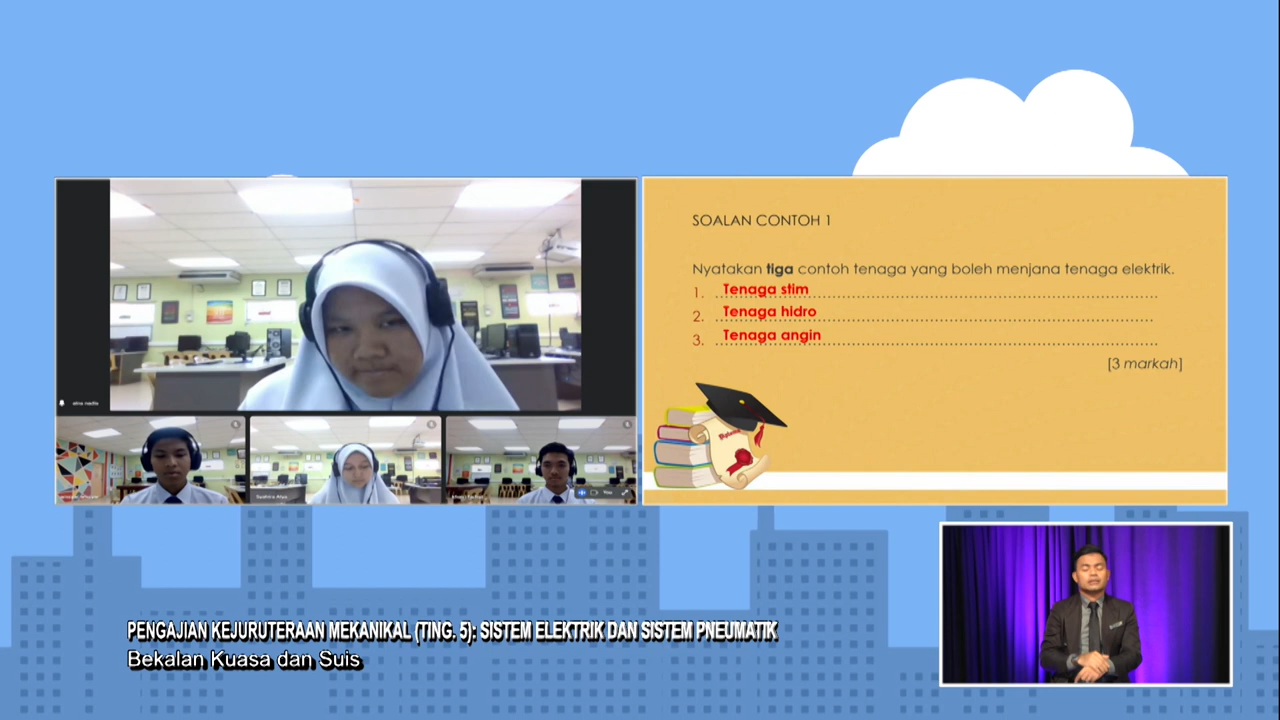 SOALAN CONTOH 1
Nyatakan tiga contoh tenaga yang boleh menjana tenaga elektrik.
1. Tenaga stim
2. Tenaga hidro
3. Tenaga angin
[3 markah]
You
PENGAJIAN KEJURUTERAAN MEKANIKAL (TING. 5): SISTEM ELEKTRIK DAN SISTEM PNEUMATIK
Bekalan Kuasa dan Suis